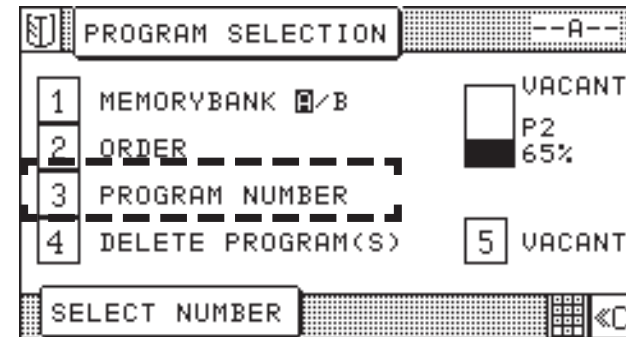 PROGRAM SELECTION --A--
1 MEMORYBANK A/B
VACANT
2 ORDER
P2
65%
3 PROGRAM NUMBER
4 DELETE PROGRAM(S)
5 VACANT
SELECT NUMBER